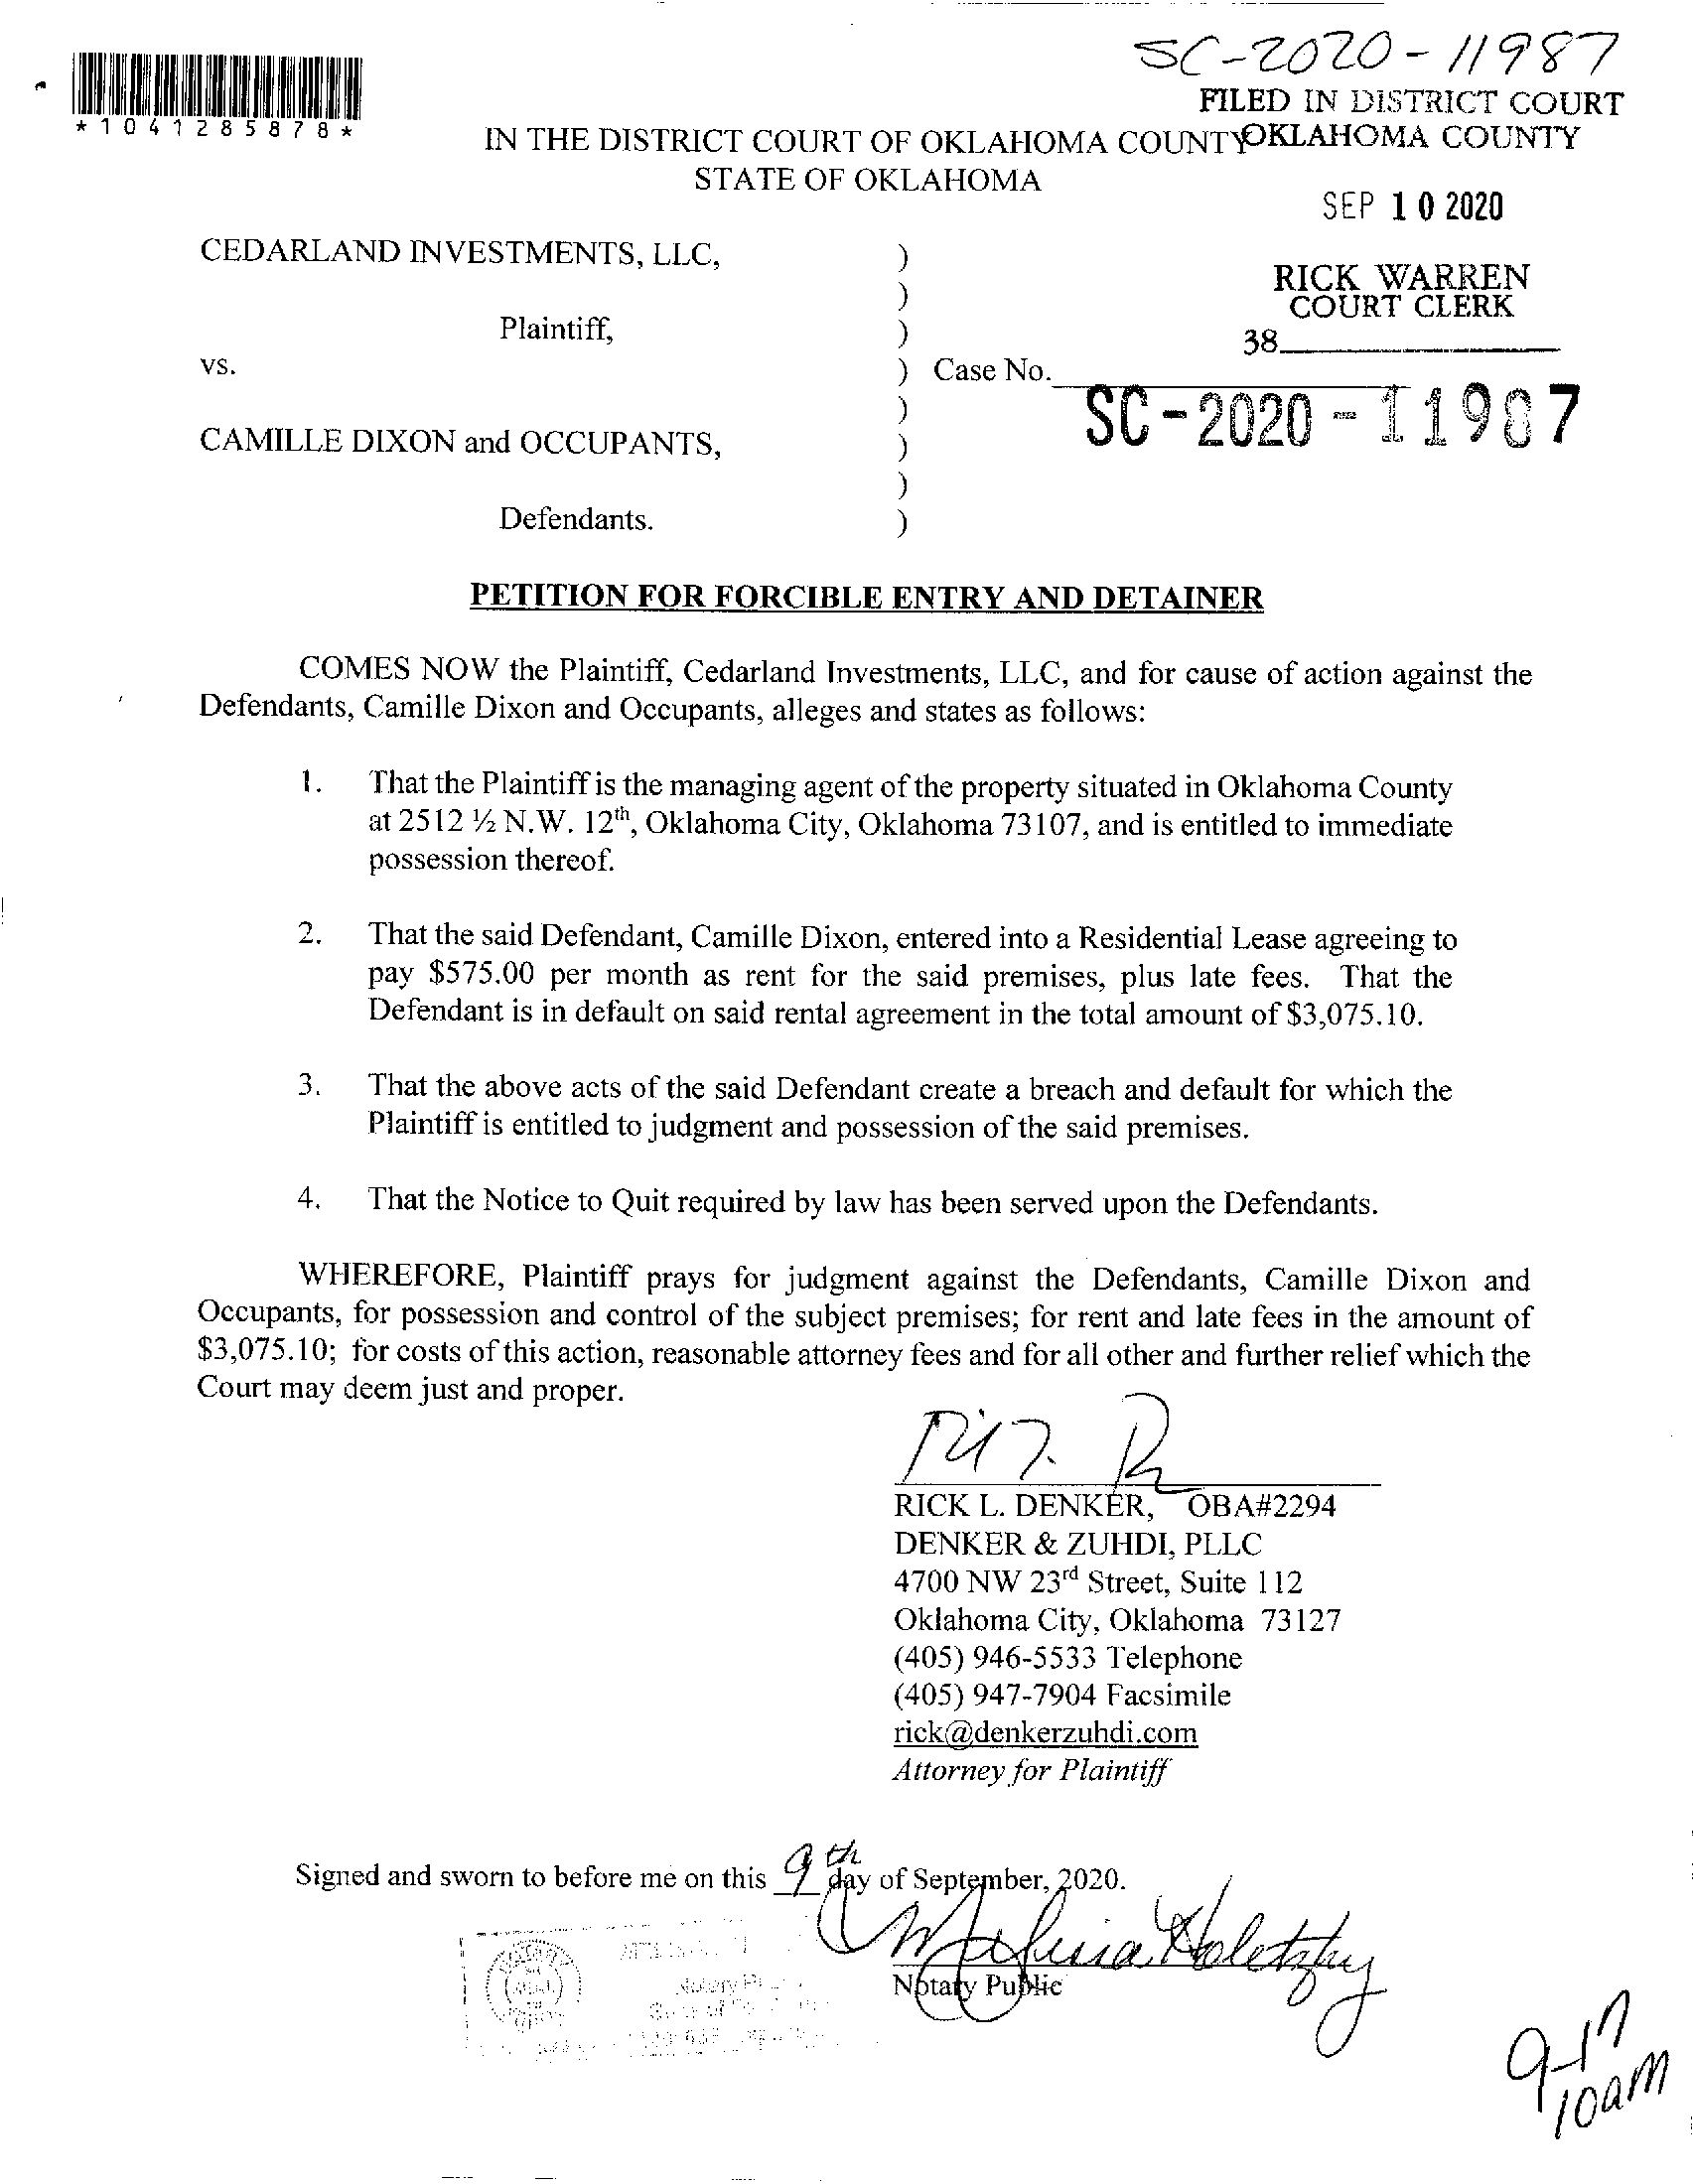 SC-2020-11987
FILED IN DISTRICT COURT
OKLAHOMA COUNTY
*1041285878*
IN THE DISTRICT COURT OF OKLAHOMA COUNTY
STATE OF OKLAHOMA
SEP 10 2020
RICK WARREN
COURT CLERK
38
CEDARLAND INVESTMENTS, LLC, )
)
Plaintiff, )
vs. ) Case No.
SC-2020-11987
)
CAMILLE DIXON and OCCUPANTS, )
)
Defendants. )
PETITION FOR FORCIBLE ENTRY AND DETAINER
COMES NOW the Plaintiff, Cedarland Investments, LLC, and for cause of action against the
Defendants, Camille Dixon and Occupants, alleges and states as follows:
1. That the Plaintiff is the managing agent of the property situated in Oklahoma County
at 2512 ½ N.W. 12th, Oklahoma City, Oklahoma 73107, and is entitled to immediate
possession thereof.
2. That the said Defendant, Camille Dixon, entered into a Residential Lease agreeing to
pay $575.00 per month as rent for the said premises, plus late fees. That the
Defendant is in default on said rental agreement in the total amount of $3,075.10.
3. That the above acts of the said Defendant create a breach and default for which the
Plaintiff is entitled to judgment and possession of the said premises.
4. That the Notice to Quit required by law has been served upon the Defendants.
WHEREFORE, Plaintiff prays for judgment against the Defendants, Camille Dixon and
Occupants, for possession and control of the subject premises; for rent and late fees in the amount of
$3,075.10; for costs of this action, reasonable attorney fees and for all other and further relief which the
Court may deem just and proper.
RICK L. DENKER, OBA#2294
DENKER & ZUHDI, PLLC
4700 NW 23rd Street, Suite 112
Oklahoma City, Oklahoma 73127
(405) 946-5533 Telephone
(405) 947-7904 Facsimile
rick@denkerzuhdi.com
Attorney for Plaintiff
Signed and sworn to before me on this 9th day of September, 2020.
Notary Public
9-17
10am